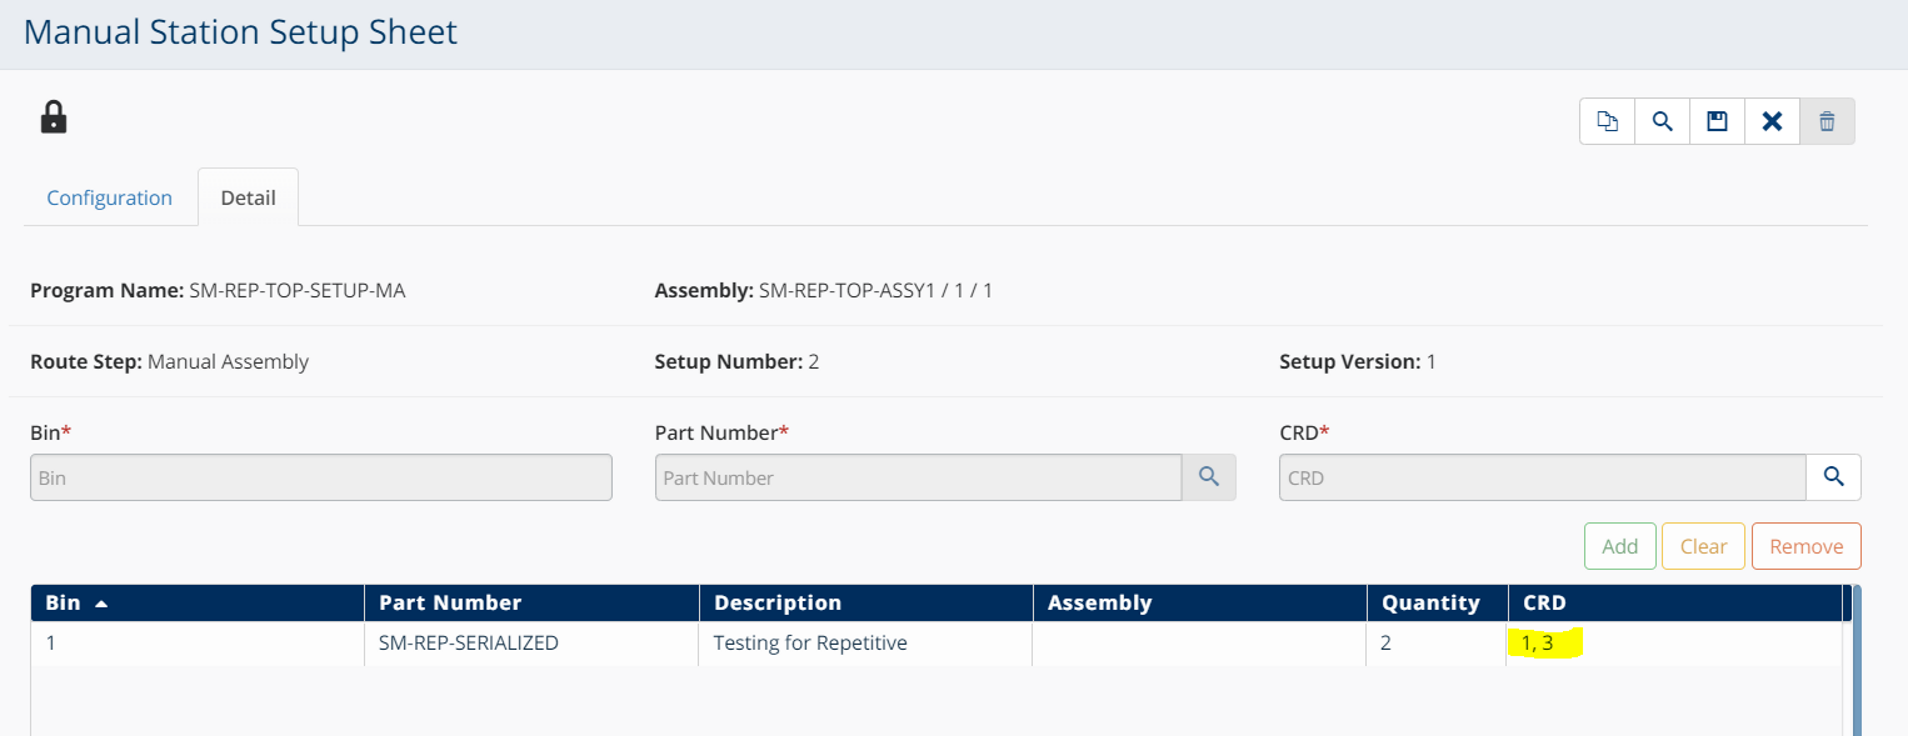 Manual Station Setup Sheet
Configuration Detail
Program Name: SM-REP-TOP-SETUP-MA Assembly: SM-REP-TOP-ASSY1 / 1 / 1
Route Step: Manual Assembly Setup Number: 2 Setup Version: 1
Bin* Part Number* CRD*
Bin Part Number CRD
Add Clear Remove
Bin Part Number Description Assembly Quantity CRD
1 SM-REP-SERIALIZED Testing for Repetitive 2 1, 3